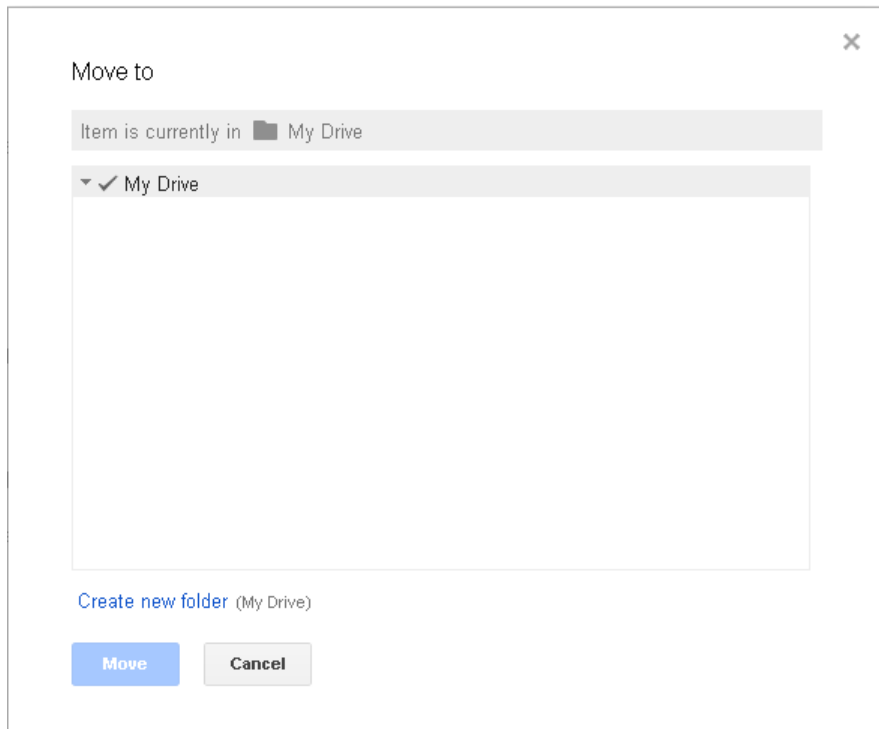 Move to
Item is currently in My Drive
My Drive
Create new folder (My Drive)
Move Cancel